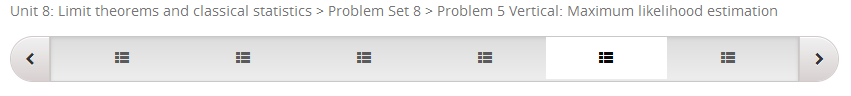 Unit 8: Limit theorems and classical statistics > Problem Set 8 > Problem 5 Vertical: Maximum likelihood estimation